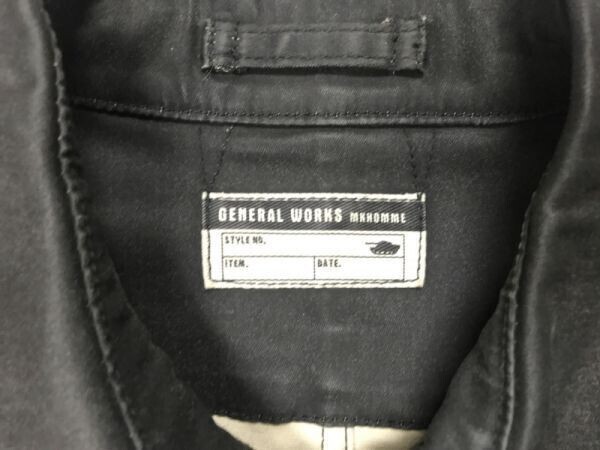 GENERAL WORKS MKHOMME
STYLE NO.
ITEM. DATE.